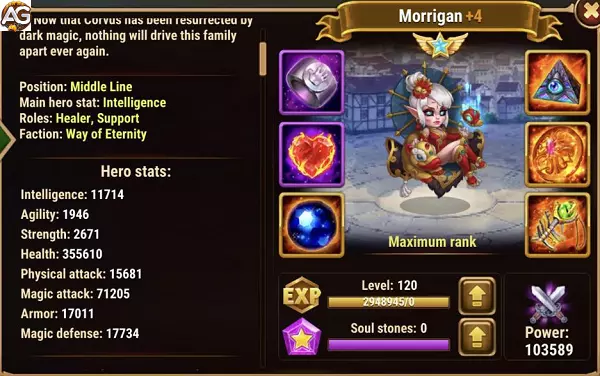 AG
Now that Corvus has been resurrected by
dark magic, nothing will drive this family
apart ever again.
Position: Middle Line
Main hero stat: Intelligence
Roles: Healer, Support
Faction: Way of Eternity
Hero stats:
Intelligence: 11714
Agility: 1946
Strength: 2671
Health: 355610
Physical attack: 15681
Magic attack: 71205
Armor: 17011
Magic defense: 17734
Morrigan +4
Maximum rank
EXP
Level: 120
2948945/0
Soul stones: 0
Power:
103589